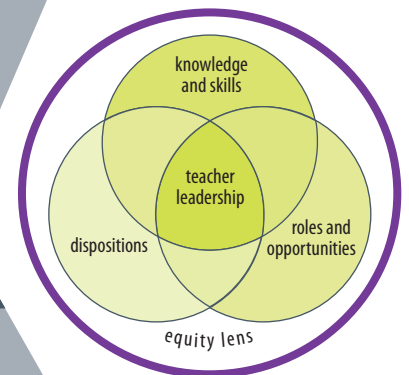 knowledge
and skills
teacher
leadership
dispositions
roles and
opportunities
equity lens